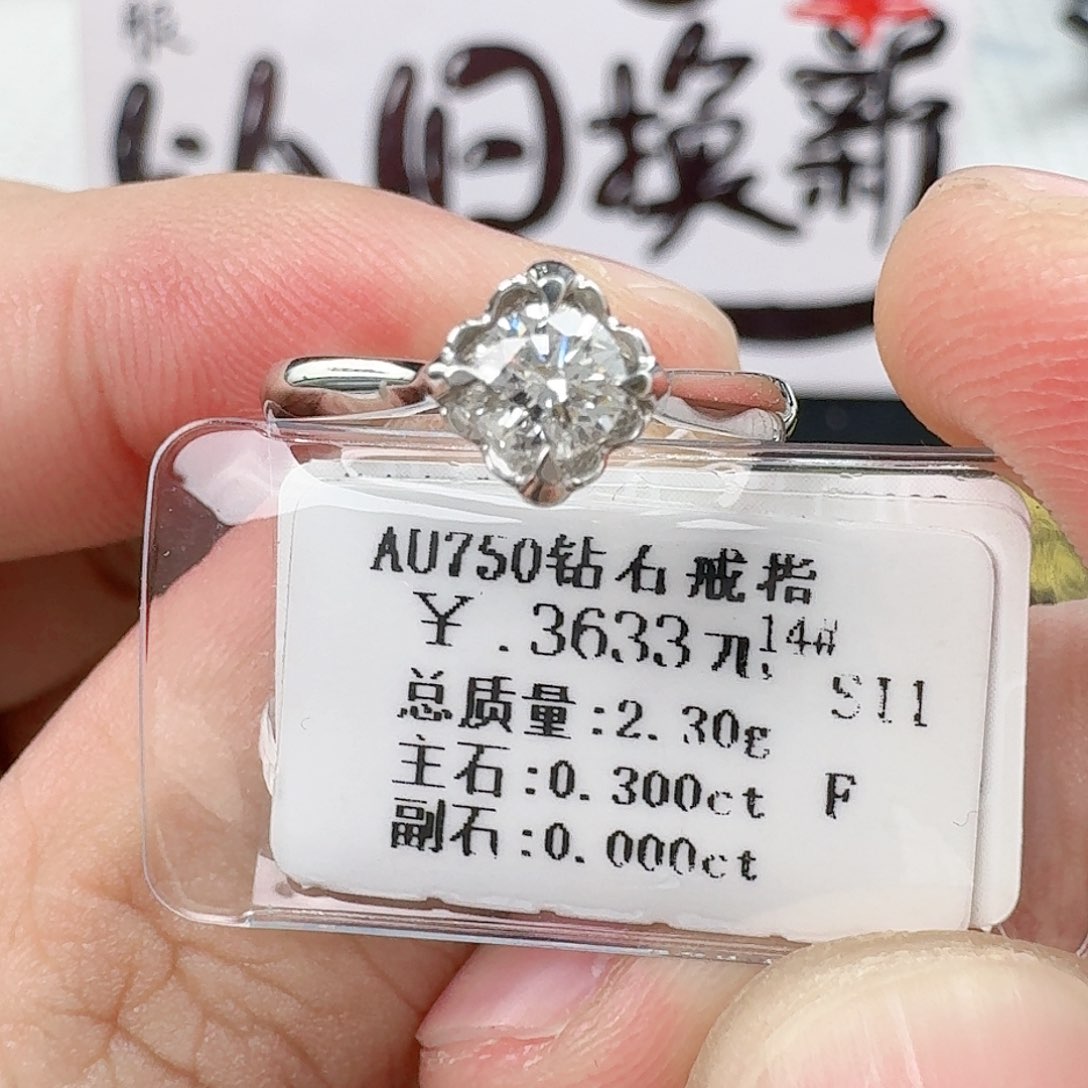 以旧换新
AU750钻石戒指
¥.3633元 14#
SI1
总质量:2.30g
主石:0.300ct F
副石:0.000ct